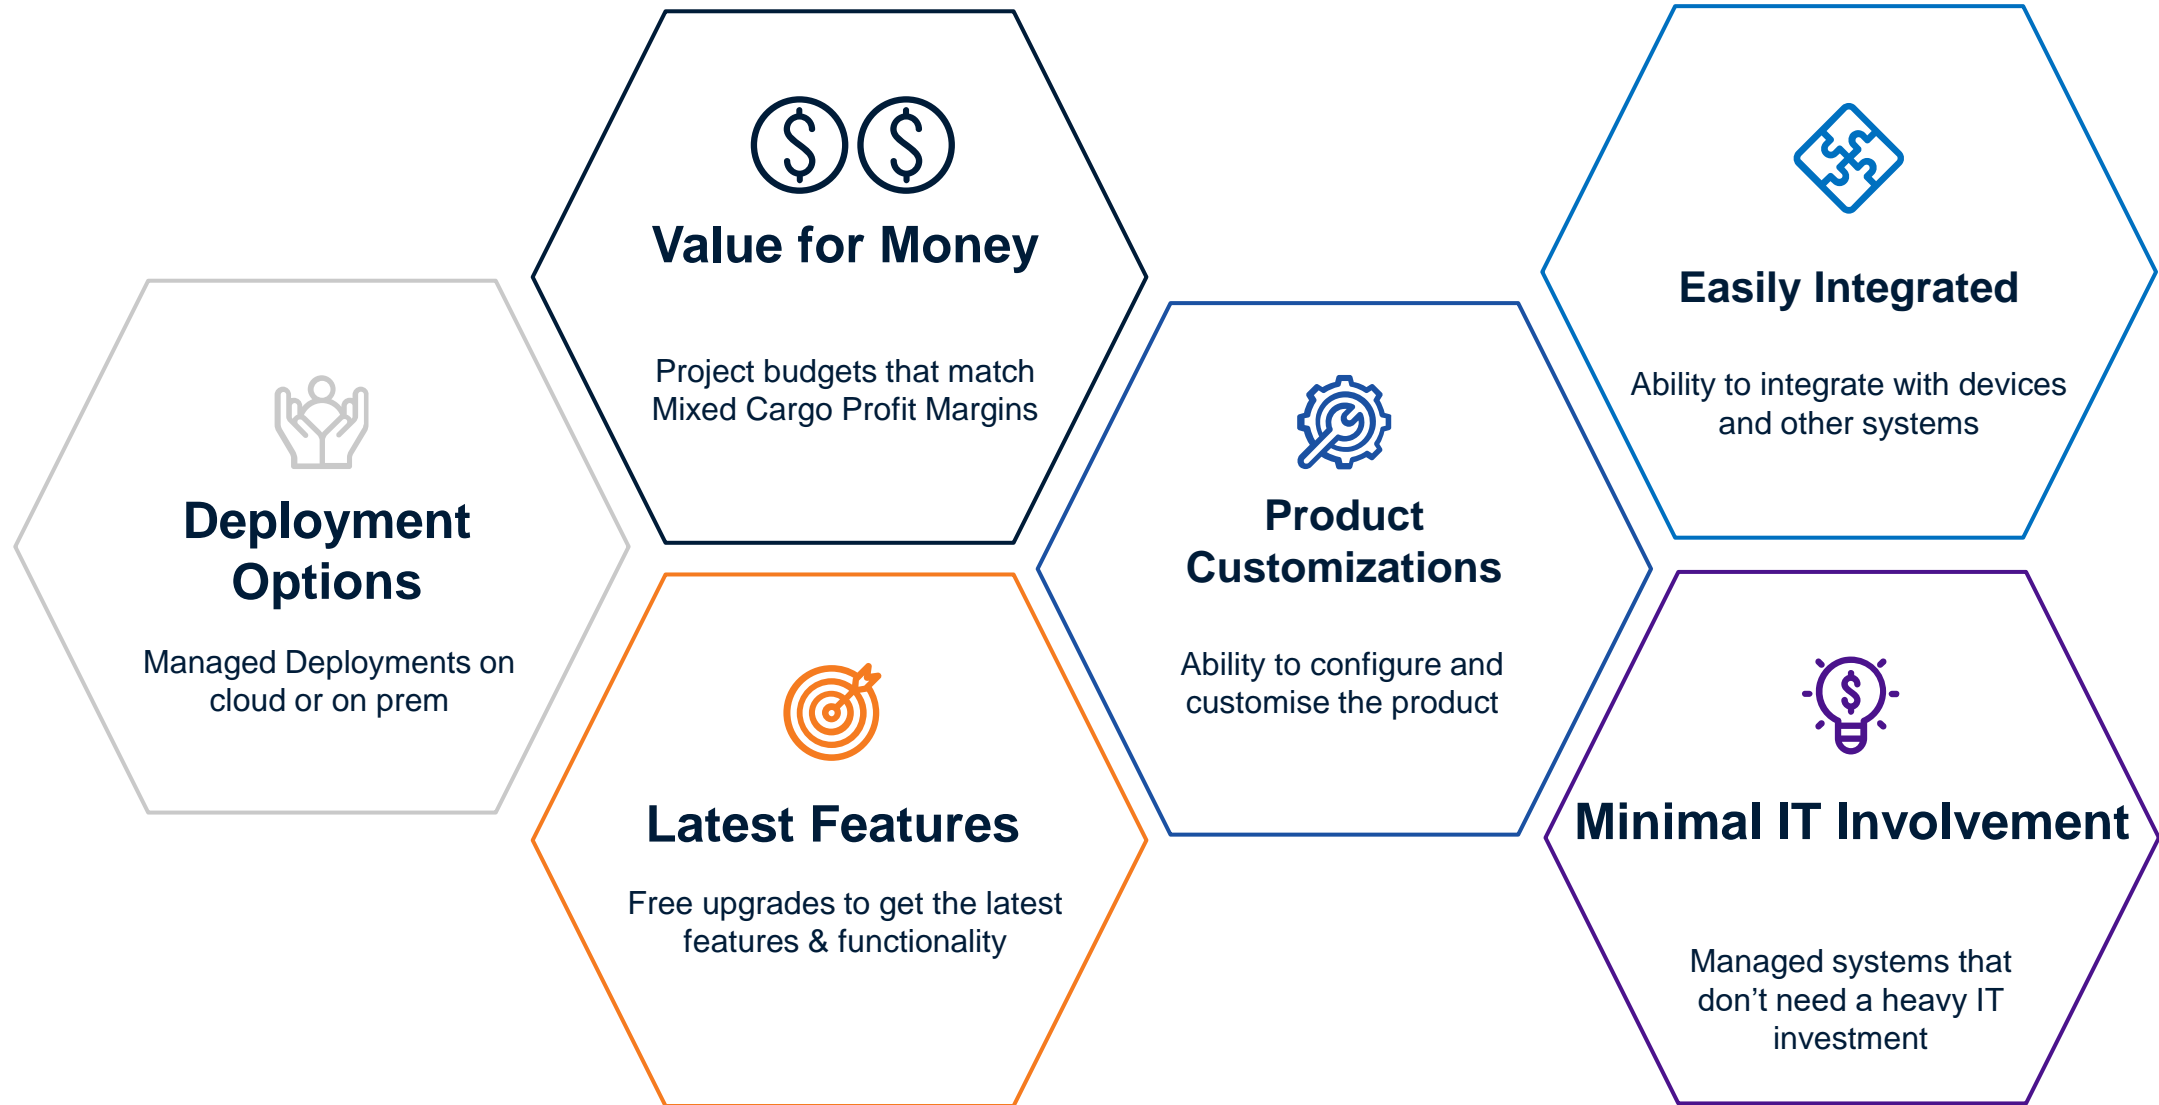 Deployment
Options
Managed Deployments on
cloud or on prem
Value for Money
Project budgets that match
Mixed Cargo Profit Margins
Latest Features
Free upgrades to get the latest
features & functionality
Product
Customizations
Ability to configure and
customise the product
Easily Integrated
Ability to integrate with devices
and other systems
Minimal IT Involvement
Managed systems that
don’t need a heavy IT
investment